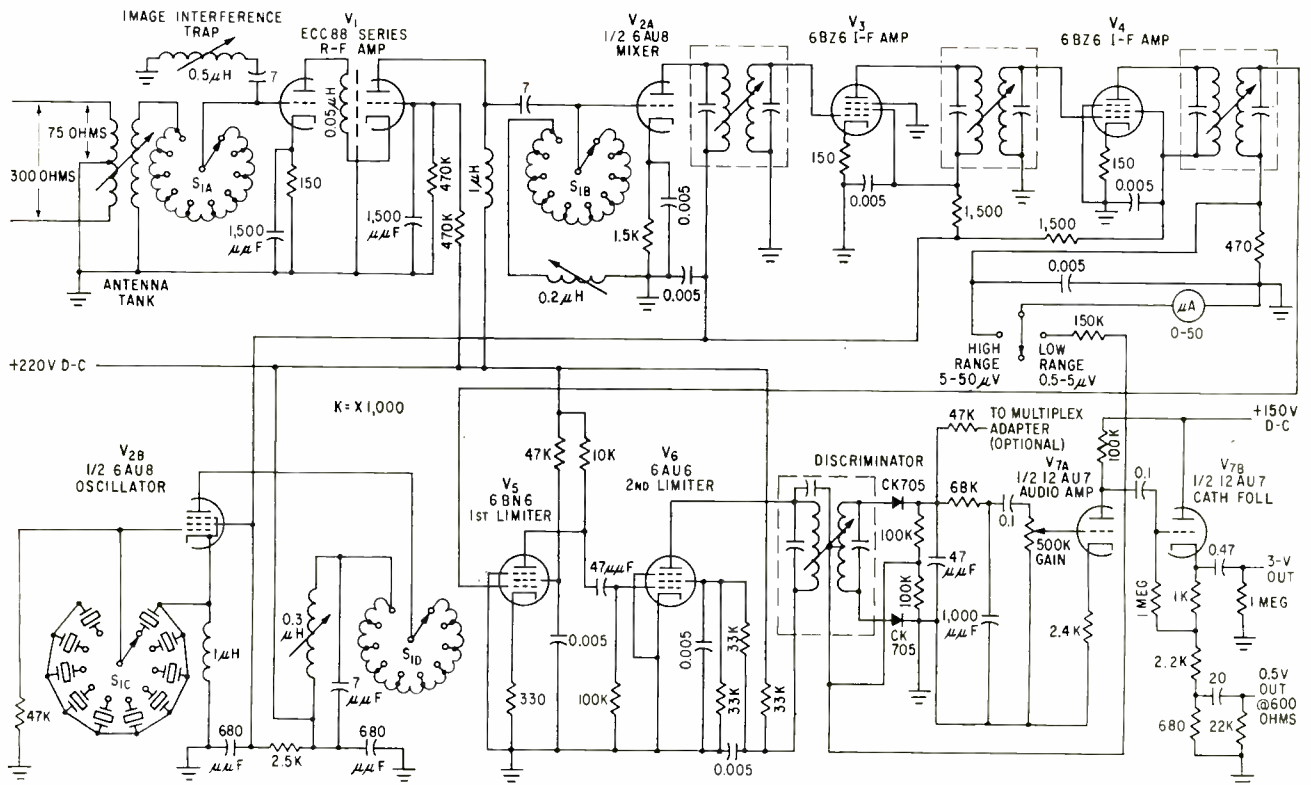 IMAGE INTERFERENCE
TRAP
0.5μH
7
V1
ECC88 SERIES
R-F AMP
0.05μH
75 OHMS
300 OHMS
S1A
150
1,500
μμF
1,500
μμF
470K
470K
1μH
ANTENNA
TANK
7
V2A
1/2 6AU8
MIXER
S1B
1.5K
0.005
0.005
0.2μH
V3
6BZ6 I-F AMP
150
0.005
1,500
V4
6BZ6 I-F AMP
150
0.005
1,500
470
0.005
μA
0-50
150K
HIGH
RANGE
5-50μV
LOW
RANGE
0.5-5μV
+220V D-C
K=X1,000
V2B
1/2 6AU8
OSCILLATOR
47K
S1C
1μH
680
μμF
2.5K
0.3
μH
7
μμF
680
μμF
S1D
47K
10K
V5
6BN6
1ST LIMITER
330
0.005
47μμF
100K
V6
6AU6
2ND LIMITER
0.005
33K
33K
33K
0.005
DISCRIMINATOR
CK705
CK
705
100K
100K
47
μμF
1,000
μμF
47K
TO MULTIPLEX
ADAPTER
(OPTIONAL)
68K
0.1
500K
GAIN
V7A
1/2 12AU7
AUDIO AMP
100K
2.4K
+150V
D-C
0.1
V7B
1/2 12AU7
CATH FOLL
1 MEG
0.47
3-V
OUT
1K
1 MEG
2.2K
20
0.5V
OUT
@600
OHMS
680
22K